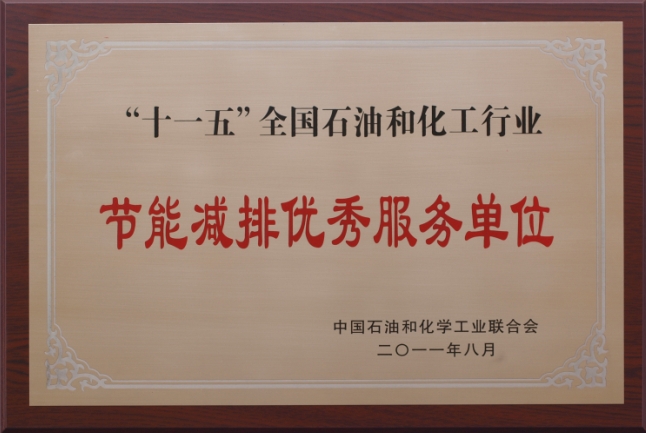 “十一五”全国石油和化工行业
节能减排优秀服务单位
中国石油和化学工业联合会
二〇一一年八月